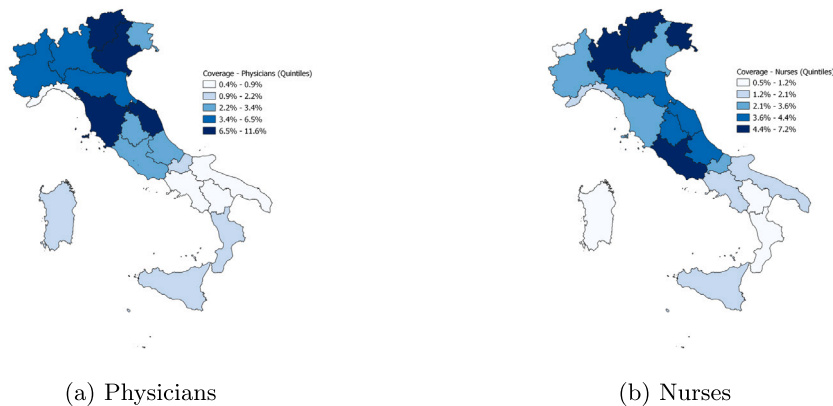 Coverage - Physicians (Quintiles)
0.4% - 0.9%
0.9% - 2.2%
2.2% - 3.4%
3.4% - 6.5%
6.5% - 11.6%
Coverage - Nurses (Quintiles)
0.5% - 1.2%
1.2% - 2.1%
2.1% - 3.6%
3.6% - 4.4%
4.4% - 7.2%
(a) Physicians
(b) Nurses